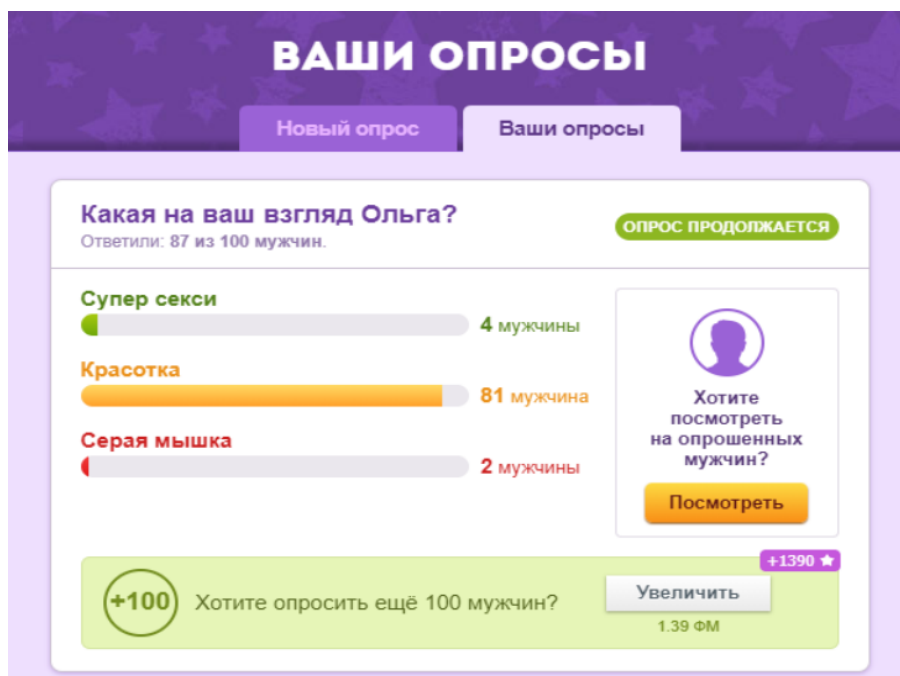 ВАШИ ОПРОСЫ
Новый опрос
Ваши опросы
Какая на ваш взгляд Ольга?
Ответили: 87 из 100 мужчин.
ОПРОС ПРОДОЛЖАЕТСЯ
Супер секси
4 мужчины
Красотка
81 мужчина
Серая мышка
2 мужчины
Хотите
посмотреть
на опрошенных
мужчин?
Посмотреть
+1390
+100
Хотите опросить ещё 100 мужчин?
Увеличить
1.39 ФМ